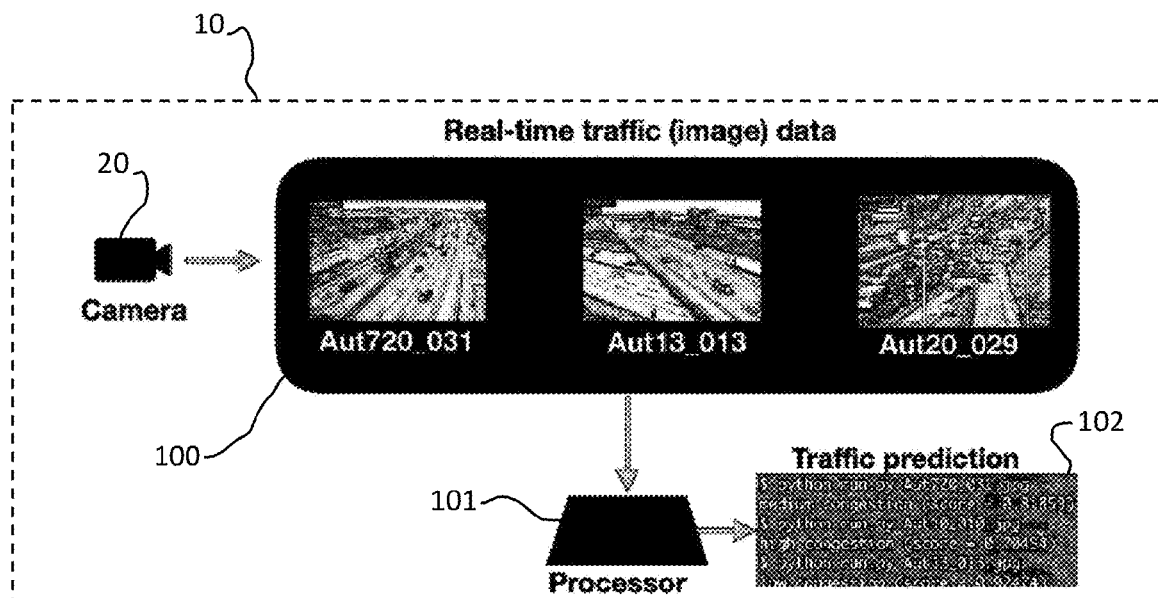 10
Real-time traffic (image) data
20
Camera
Aut720_031
Aut13_013
Aut20_029
100
102
Traffic prediction
101
Processor